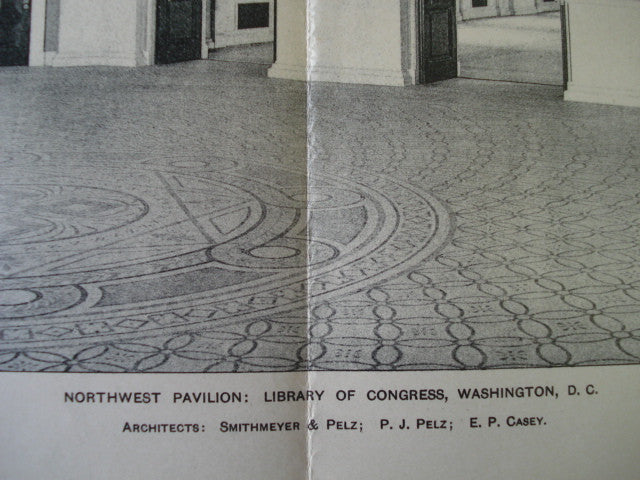 NORTHWEST PAVILION: LIBRARY OF CONGRESS, WASHINGTON, D. C.
ARCHITECTS: SMITHMEYER & PELZ; P. J. PELZ; E. P. CASEY.